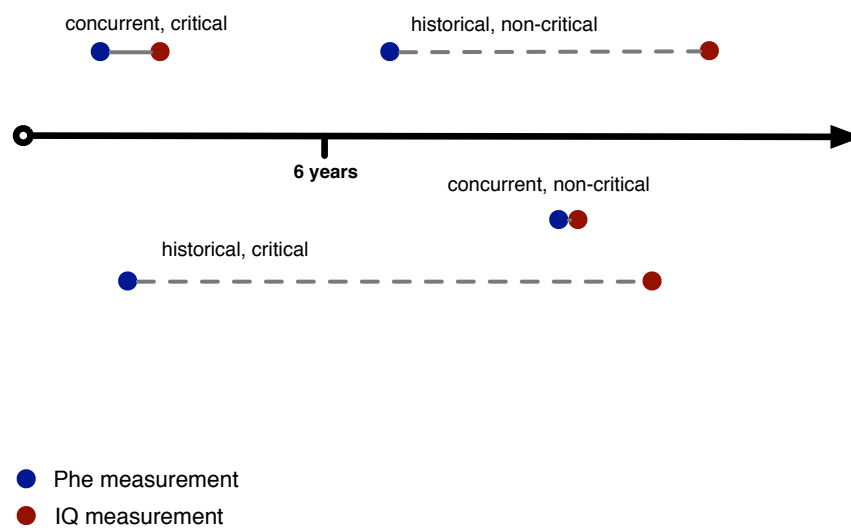 concurrent, critical
historical, non-critical
6 years
concurrent, non-critical
historical, critical
Phe measurement
IQ measurement